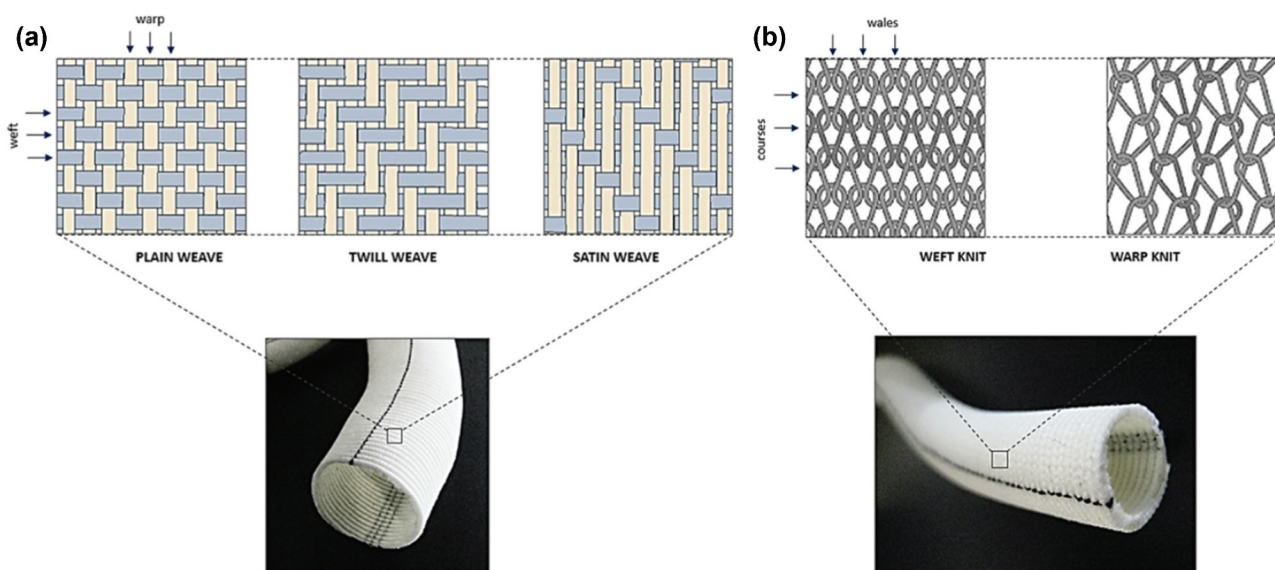 (a)
warp
weft
PLAIN WEAVE
TWILL WEAVE
SATIN WEAVE
(b)
wales
courses
WEFT KNIT
WARP KNIT